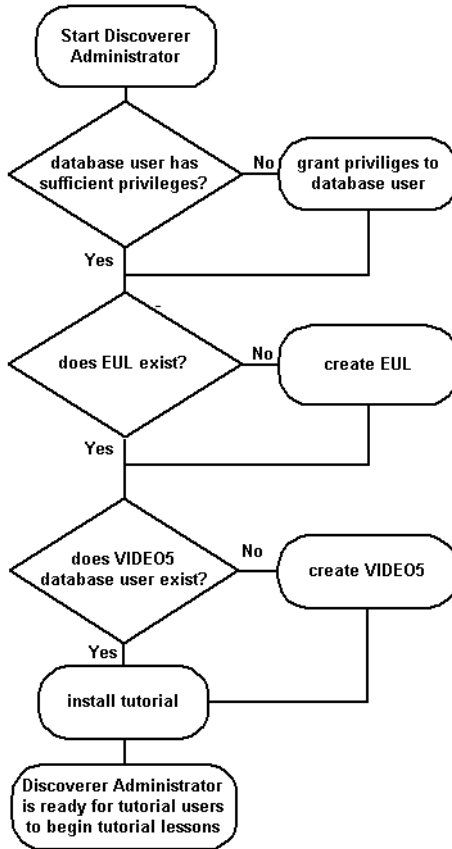 Start Discoverer
Administrator
database user has
sufficient privileges?
No
grant priviliges to
database user
Yes
does EUL exist?
No
create EUL
Yes
does VIDEO5
database user exist?
No
create VIDEO5
Yes
install tutorial
Discoverer Administrator
is ready for tutorial users
to begin tutorial lessons